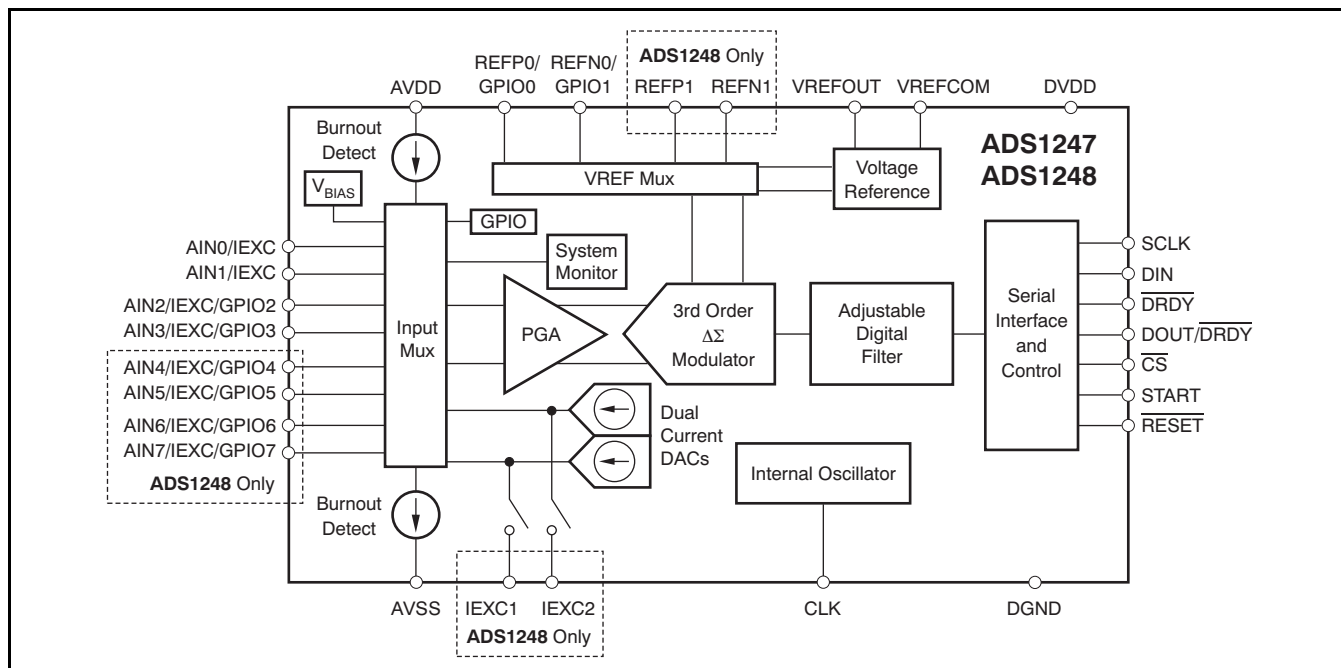 ADS1248 Only
REFP0/
GPIO0
REFN0/
GPIO1
REFP1
REFN1
VREFOUT
VREFCOM
DVDD
AVDD
Burnout
Detect
VBIAS
VREF Mux
Voltage
Reference
ADS1247
ADS1248
GPIO
System
Monitor
AIN0/IEXC
AIN1/IEXC
AIN2/IEXC/GPIO2
AIN3/IEXC/GPIO3
AIN4/IEXC/GPIO4
AIN5/IEXC/GPIO5
AIN6/IEXC/GPIO6
AIN7/IEXC/GPIO7
ADS1248 Only
Input
Mux
PGA
3rd Order
ΔΣ
Modulator
Adjustable
Digital
Filter
Serial
Interface
and
Control
SCLK
DIN
DRDY
DOUT/DRDY
CS
START
RESET
Dual
Current
DACs
Internal Oscillator
Burnout
Detect
AVSS
IEXC1
IEXC2
ADS1248 Only
CLK
DGND